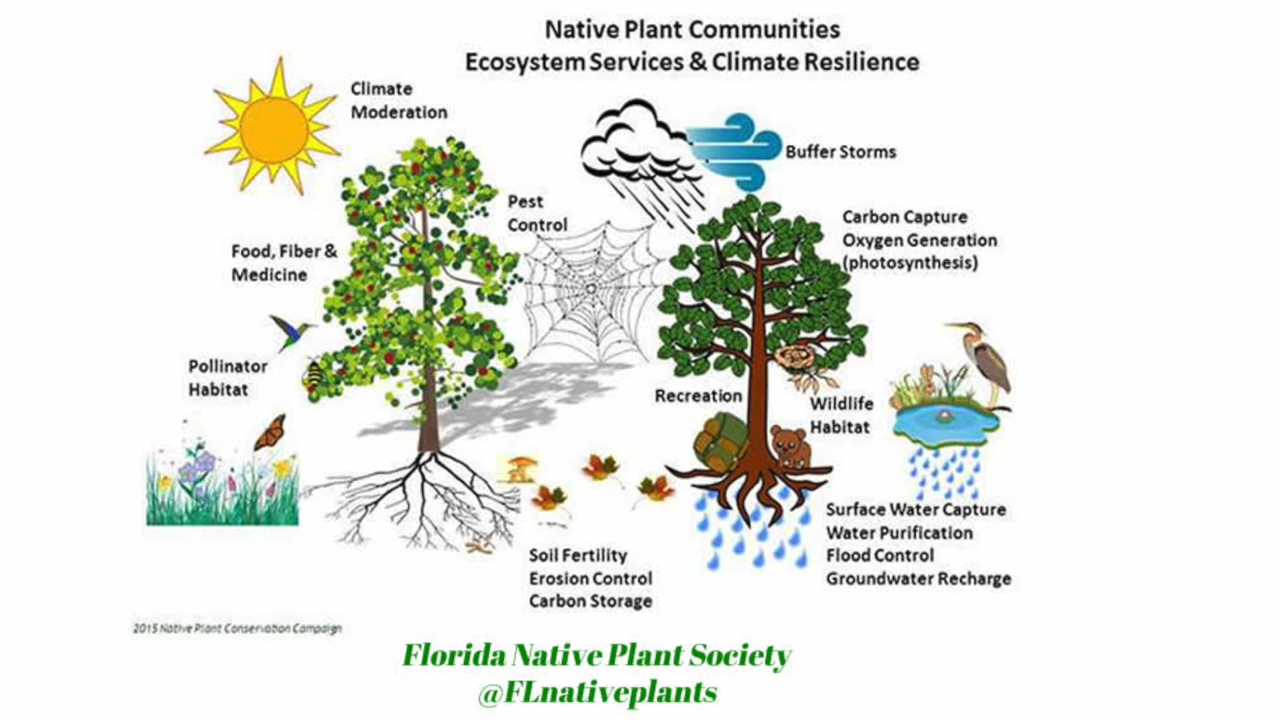 Native Plant Communities
Ecosystem Services & Climate Resilience
Climate
Moderation
Buffer Storms
Pest
Control
Carbon Capture
Oxygen Generation
(photosynthesis)
Food, Fiber &
Medicine
Pollinator
Habitat
Recreation
Wildlife
Habitat
Surface Water Capture
Water Purification
Flood Control
Groundwater Recharge
Soil Fertility
Erosion Control
Carbon Storage
2015 Native Plant Conservation Campaign
Florida Native Plant Society
@FLnativeplants